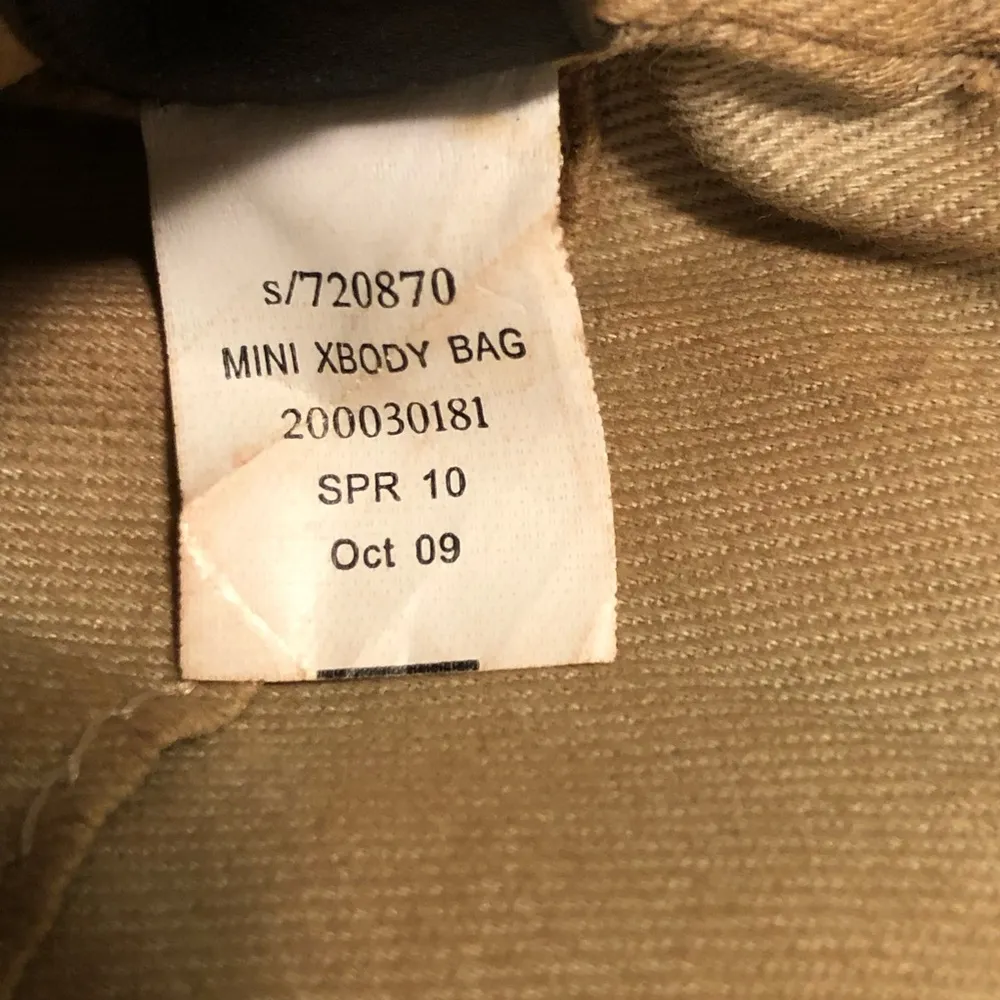 s/720870
MINI XBODY BAG
200030181
SPR 10
Oct 09